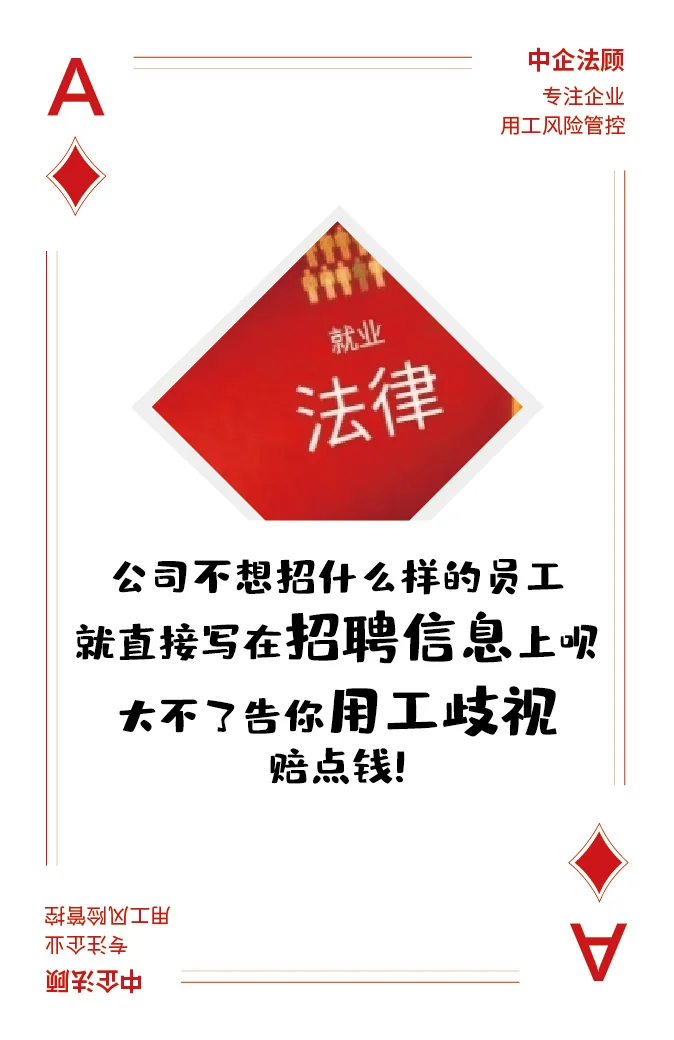 A
中企法顾
专注企业
用工风险管控
就业
法律
公司不想招什么样的员工
就直接写在招聘信息上呗
大不了告你用工歧视
赔点钱!
A
用工风险管控
专注企业
中企法顾